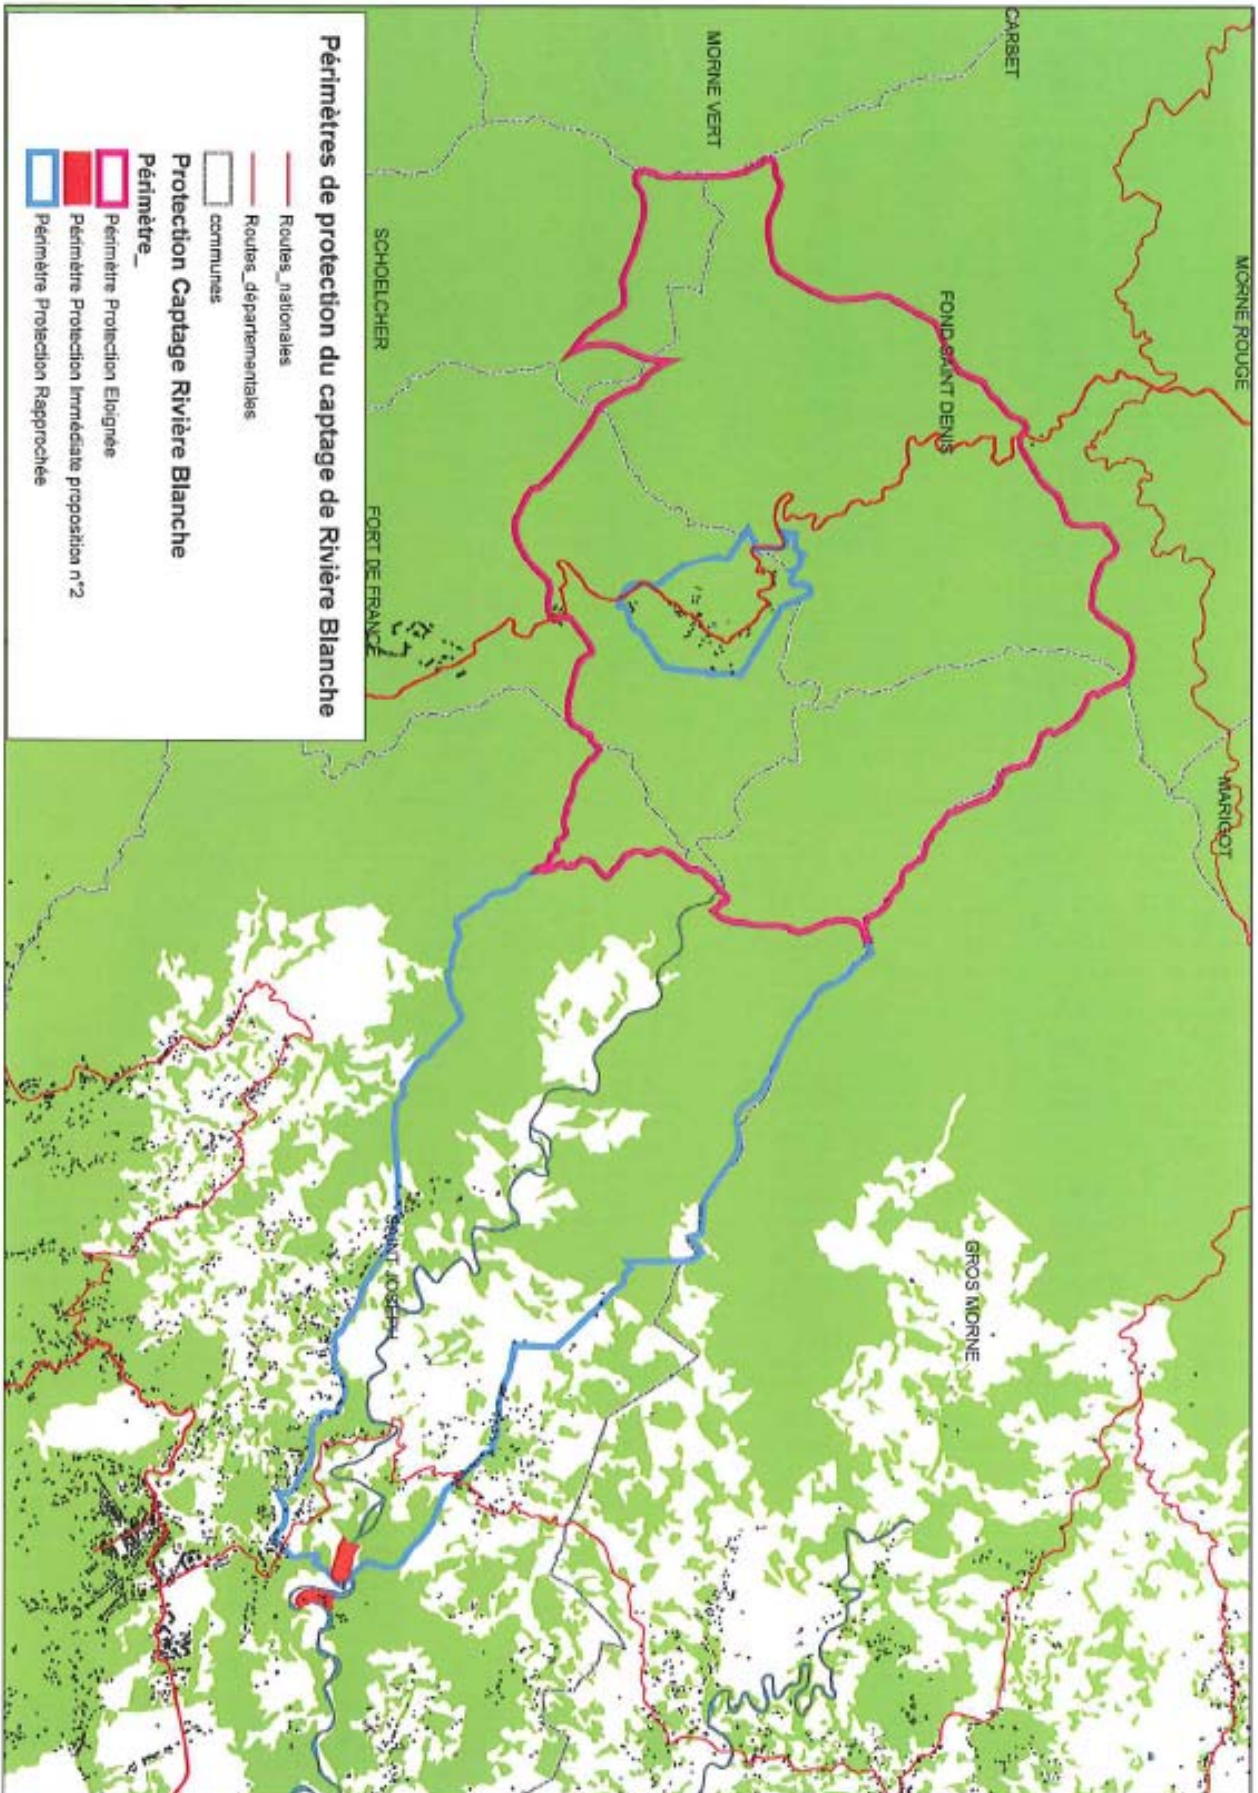 CARBET
MORNE VERT
MORNE ROUGE
FOND SAINT DENIS
SCHOELCHER
FORT DE FRANCE
MARIGOT
GROS MORNE
SAINT JOSEPH
Périmètres de protection du captage de Rivière Blanche
Routes_nationales
Routes_départementales
communes
Protection Captage Rivière Blanche
Périmètre_
Périmètre Protection Eloignée
Périmètre Protection Immédiate proposition n°2
Périmètre Protection Rapprochée